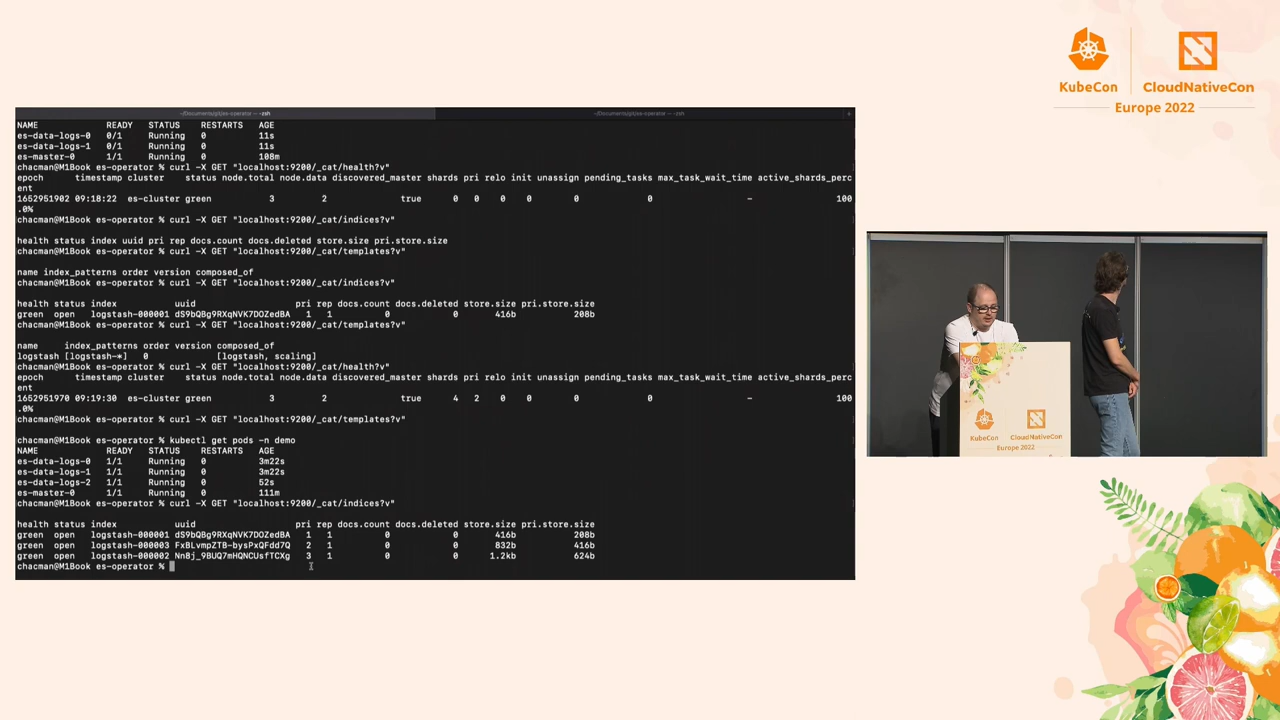 KubeCon
CloudNativeCon
Europe 2022
~/Documents/git/es-operator — -zsh
~/Documents/git/es-operator — -zsh
NAME READY STATUS RESTARTS AGE
es-data-logs-0 0/1 Running 0 11s
es-data-logs-1 0/1 Running 0 11s
es-master-0 1/1 Running 0 108m
chacman@M1Book es-operator % curl -X GET "localhost:9200/_cat/health?v"
epoch timestamp cluster status node.total node.data discovered_master shards pri relo init unassign pending_tasks max_task_wait_time active_shards_perc
ent
1652951902 09:18:22 es-cluster green 3 2 true 0 0 0 0 0 0 - 100
.0%
chacman@M1Book es-operator % curl -X GET "localhost:9200/_cat/indices?v"
health status index uuid pri rep docs.count docs.deleted store.size pri.store.size
chacman@M1Book es-operator % curl -X GET "localhost:9200/_cat/templates?v"
name index_patterns order version composed_of
chacman@M1Book es-operator % curl -X GET "localhost:9200/_cat/indices?v"
health status index uuid pri rep docs.count docs.deleted store.size pri.store.size
green open logstash-000001 dS9bQBg9RXqNVK7DOZedBA 1 1 0 0 416b 208b
chacman@M1Book es-operator % curl -X GET "localhost:9200/_cat/templates?v"
name index_patterns order version composed_of
logstash [logstash-*] 0 [logstash, scaling]
chacman@M1Book es-operator % curl -X GET "localhost:9200/_cat/health?v"
epoch timestamp cluster status node.total node.data discovered_master shards pri relo init unassign pending_tasks max_task_wait_time active_shards_perc
ent
1652951970 09:19:30 es-cluster green 3 2 true 4 2 0 0 0 0 - 100
.0%
chacman@M1Book es-operator % curl -X GET "localhost:9200/_cat/templates?v"
chacman@M1Book es-operator % kubectl get pods -n demo
NAME READY STATUS RESTARTS AGE
es-data-logs-0 1/1 Running 0 3m22s
es-data-logs-1 1/1 Running 0 3m22s
es-data-logs-2 1/1 Running 0 52s
es-master-0 1/1 Running 0 111m
chacman@M1Book es-operator % curl -X GET "localhost:9200/_cat/indices?v"
health status index uuid pri rep docs.count docs.deleted store.size pri.store.size
green open logstash-000001 dS9bQBg9RXqNVK7DOZedBA 1 1 0 0 416b 208b
green open logstash-000003 FxBLvmpZTB-bysPxQFdd7Q 2 1 0 0 832b 416b
green open logstash-000002 Nn8j_9BUQ7mHQNCUsfTCXg 3 1 0 0 1.2kb 624b
chacman@M1Book es-operator %
KubeCon
CloudNativeCon
Europe 2022